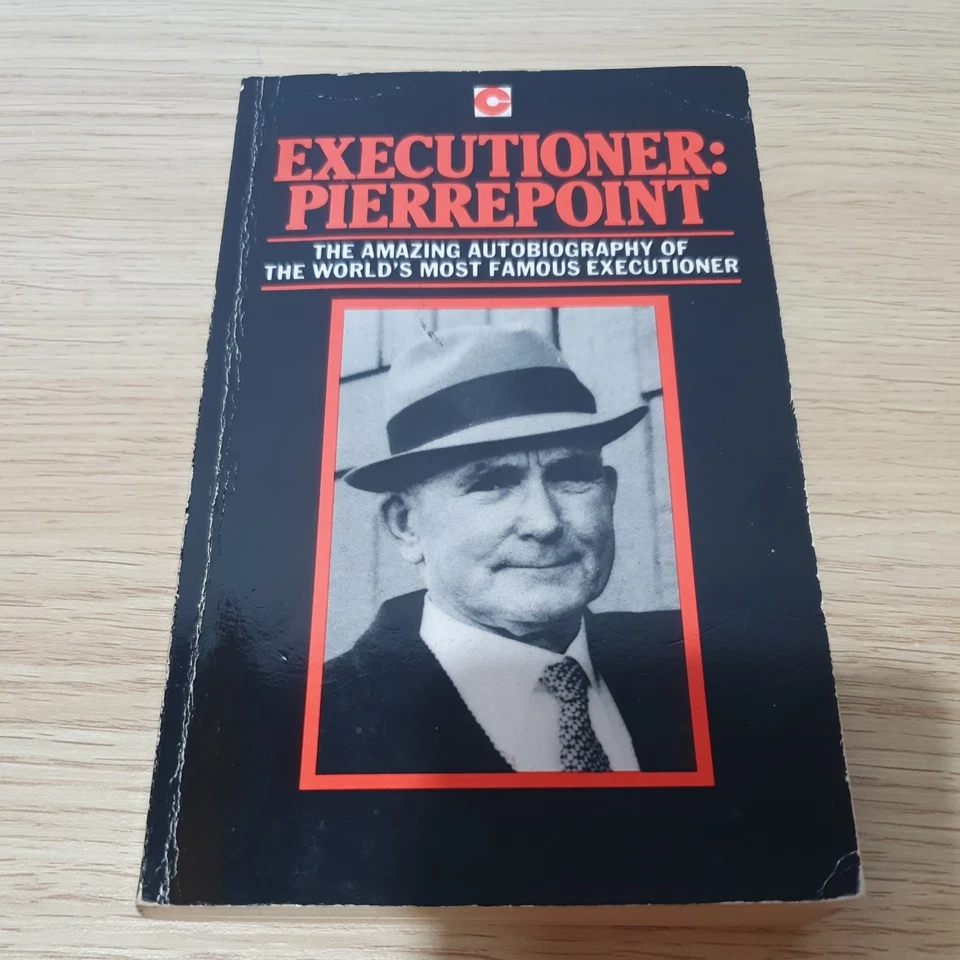 C
EXECUTIONER:
PIERREPOINT
THE AMAZING AUTOBIOGRAPHY OF
THE WORLD'S MOST FAMOUS EXECUTIONER